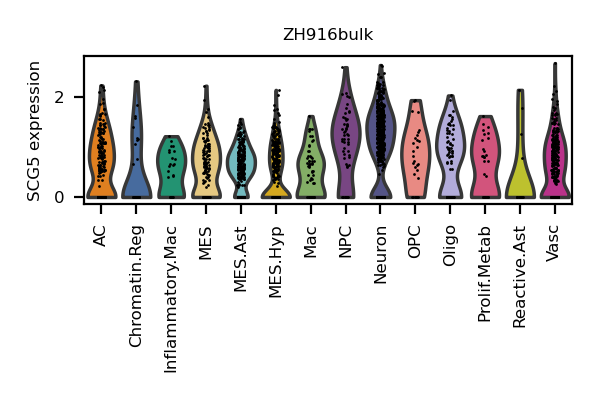 ZH916bulk
SCG5 expression
2
0
AC
Chromatin.Reg
Inflammatory.Mac
MES
MES.Ast
MES.Hyp
Mac
NPC
Neuron
OPC
Oligo
Prolif.Metab
Reactive.Ast
Vasc